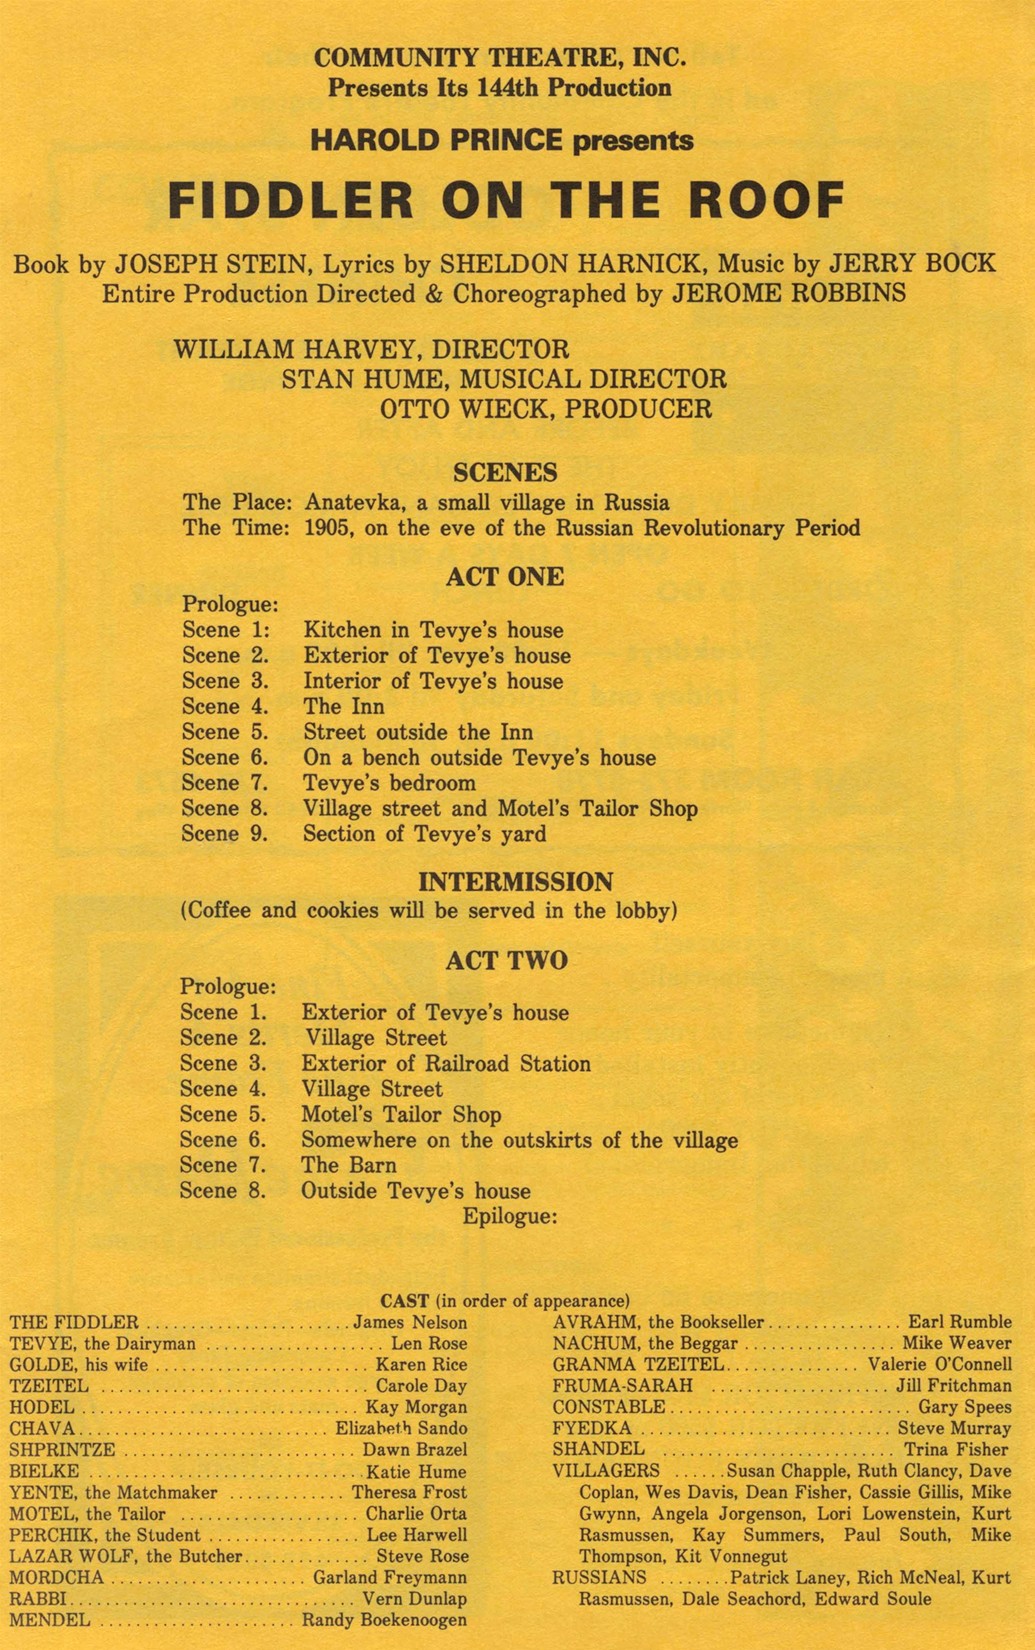 COMMUNITY THEATRE, INC.
Presents Its 144th Production
HAROLD PRINCE presents
FIDDLER ON THE ROOF
Book by JOSEPH STEIN, Lyrics by SHELDON HARNICK, Music by JERRY BOCK
Entire Production Directed & Choreographed by JEROME ROBBINS
WILLIAM HARVEY, DIRECTOR
STAN HUME, MUSICAL DIRECTOR
OTTO WIECK, PRODUCER
SCENES
The Place: Anatevka, a small village in Russia
The Time: 1905, on the eve of the Russian Revolutionary Period
ACT ONE
Prologue:
Scene 1: Kitchen in Tevye's house
Scene 2. Exterior of Tevye's house
Scene 3. Interior of Tevye's house
Scene 4. The Inn
Scene 5. Street outside the Inn
Scene 6. On a bench outside Tevye's house
Scene 7. Tevye's bedroom
Scene 8. Village street and Motel's Tailor Shop
Scene 9. Section of Tevye's yard
INTERMISSION
(Coffee and cookies will be served in the lobby)
ACT TWO
Prologue:
Scene 1. Exterior of Tevye's house
Scene 2. Village Street
Scene 3. Exterior of Railroad Station
Scene 4. Village Street
Scene 5. Motel's Tailor Shop
Scene 6. Somewhere on the outskirts of the village
Scene 7. The Barn
Scene 8. Outside Tevye's house
Epilogue:
CAST (in order of appearance)
THE FIDDLER ...................... James Nelson
TEVYE, the Dairyman ................... Len Rose
GOLDE, his wife ....................... Karen Rice
TZEITEL ............................. Carole Day
HODEL .............................. Kay Morgan
CHAVA........................... Elizabeth Sando
SHPRINTZE ......................... Dawn Brazel
BIELKE ............................. Katie Hume
YENTE, the Matchmaker ............. Theresa Frost
MOTEL, the Tailor ................... Charlie Orta
PERCHIK, the Student ................ Lee Harwell
LAZAR WOLF, the Butcher.............. Steve Rose
MORDCHA ..................... Garland Freymann
RABBI............................... Vern Dunlap
MENDEL ..................... Randy Boekenoogen
AVRAHM, the Bookseller............... Earl Rumble
NACHUM, the Beggar ................. Mike Weaver
GRANMA TZEITEL............... Valerie O'Connell
FRUMA-SARAH .................... Jill Fritchman
CONSTABLE.......................... Gary Spees
FYEDKA ........................... Steve Murray
SHANDEL ......................... Trina Fisher
VILLAGERS ......Susan Chapple, Ruth Clancy, Dave
Coplan, Wes Davis, Dean Fisher, Cassie Gillis, Mike
Gwynn, Angela Jorgenson, Lori Lowenstein, Kurt
Rasmussen, Kay Summers, Paul South, Mike
Thompson, Kit Vonnegut
RUSSIANS ........Patrick Laney, Rich McNeal, Kurt
Rasmussen, Dale Seachord, Edward Soule